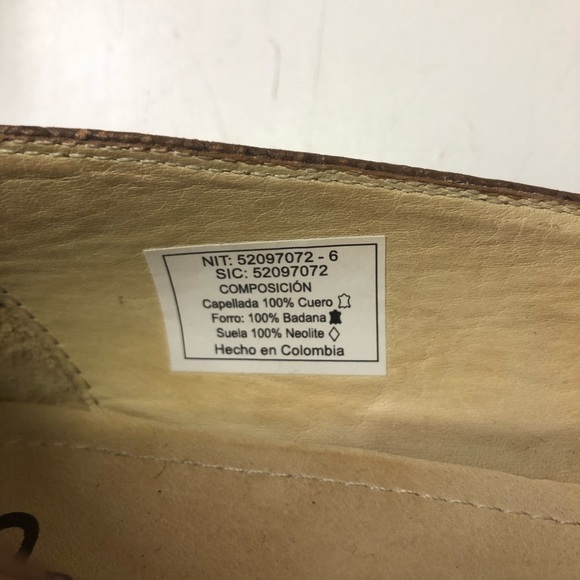 NIT: 52097072 - 6
SIC: 52097072
COMPOSICIÓN
Capellada 100% Cuero
Forro: 100% Badana
Suela 100% Neolite
Hecho en Colombia